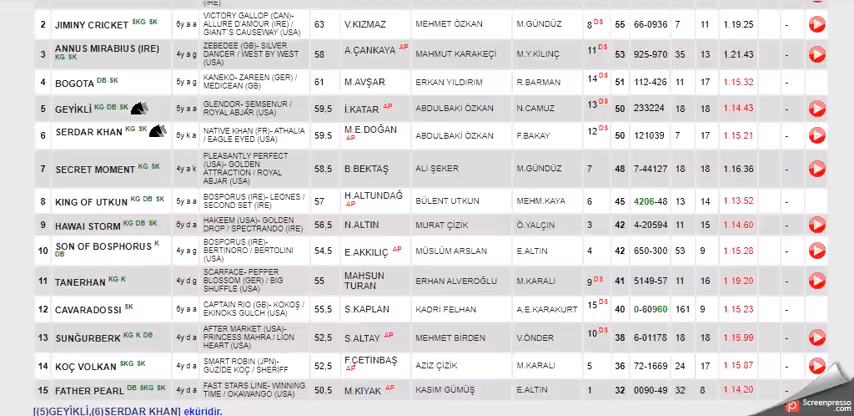 (IRE)
2 JIMINY CRICKET SKG SK 6y a a VICTORY GALLOP (CAN)- ALLURE D'AMOUR (IRE) / GIANT'S CAUSEWAY (USA) 63 V.KIZMAZ MEHMET ÖZKAN M.GÜNDÜZ 8 DS 55 66-0936 7 11 1.19.25 -
3 ANNUS MIRABIUS (IRE) KG SK 4y a g ZEBEDEE (GB)- SILVER DANCER / WEST BY WEST (USA) 58 A.ÇANKAYA AP MAHMUT KARAKEÇİ M.Y.KILINÇ 11 DS 53 925-970 35 13 1.21.43 -
4 BOGOTA DB SK 5y a g KANEKO- ZAREEN (GER) / MEDICEAN (GB) 61 M.AVŞAR ERKAN YILDIRIM R.BARMAN 14 DS 51 112-426 11 17 1.15.32 -
5 GEYİKLİ KG DB SK 5y a a GLENDOR- SEMSENUR / ROYAL ABJAR (USA) 59,5 İ.KATAR AP ABDULBAKİ ÖZKAN N.CAMUZ 13 DS 50 233224 18 18 1.14.43 -
6 SERDAR KHAN KG SK 6y k a NATIVE KHAN (FR)- ATHALIA / EAGLE EYED (USA) 59,5 M.E.DOĞAN AP ABDULBAKİ ÖZKAN F.BAKAY 12 DS 50 121039 7 17 1.15.21 -
7 SECRET MOMENT KG SK 4y a k PLEASANTLY PERFECT (USA)- GOLDEN ATTRACTION / ROYAL ABJAR (USA) 58,5 B.BEKTAŞ ALİ ŞEKER M.GÜNDÜZ 7 48 7-44127 18 18 1.16.36 -
8 KING OF UTKUN KG DB SK 5y a a BOSPORUS (IRE)- LEONES / SECOND SET (IRE) 57 H.ALTUNDAĞ AP BÜLENT UTKUN MEHM.KAYA 6 45 4206-48 13 14 1.13.52 -
9 HAWAI STORM KG DB SK 4y d g HAKEEM (USA)- GOLDEN DROP / SPECTRANDO (IRE) 56,5 N.ALTIN MURAT ÇİZİK Ö.YALÇIN 3 42 4-20594 11 15 1.14.60 -
10 SON OF BOSPHORUS K DB 4y d a BOSPORUS (IRE)- BERTINORO / BERTOLINI (USA) 54,5 E.AKKILIÇ AP MÜSLÜM ARSLAN E.ALTIN 4 42 650-300 53 9 1.15.28 -
11 TANERHAN KG K 4y d g SCARFACE- PEPPER BLOSSOM (GER) / BIG SHUFFLE (USA) 55 MAHSUN TURAN ERHAN ALVEROĞLU M.KARALİ 9 DS 41 5149-57 11 16 1.19.20 -
12 CAVARADOSSI SK 6y a a CAPTAIN RIO (GB)- KOKOŞ / EKINOKS GULCH (USA) 55,5 S.KAPLAN KADRİ FELHAN A.E.KARAKURT 15 DS 40 0-60960 161 9 1.15.23 -
13 SUNĞURBERK KG K DB 4y d a AFTER MARKET (USA)- PRINCESS MAHRA / LION HEART (USA) 55,5 S.ALTAY AP MEHMET BİRDEN V.ÖNDER 10 DS 38 6-01178 18 18 1.15.99 -
14 KOÇ VOLKAN SKG SK 4y d a SMART ROBIN (JPN)- GÜZİDE KOÇ / SHERIFF 52,5 F.ÇETİNBAŞ AP AZİZ ÇİZİK M.KARALİ 5 36 72-1669 24 17 1.15.87 -
15 FATHER PEARL DB SKG SK 4y d a FAST STARS LINE- WINNING TIME / OKAWANGO (USA) 50,5 M.KIYAK AP KASIM GÜMÜŞ E.ALTIN 1 32 0090-49 32 8 1.14.20 -
[(5)GEYİKLİ,(6)SERDAR KHAN] eküridir.
Screenpresso.com